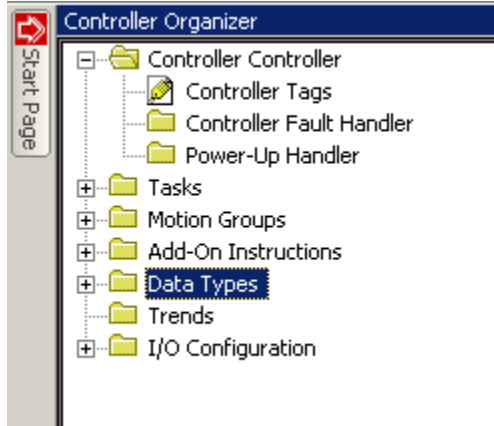 Controller Organizer
Start Page
Controller Controller
Controller Tags
Controller Fault Handler
Power-Up Handler
Tasks
Motion Groups
Add-On Instructions
Data Types
Trends
I/O Configuration